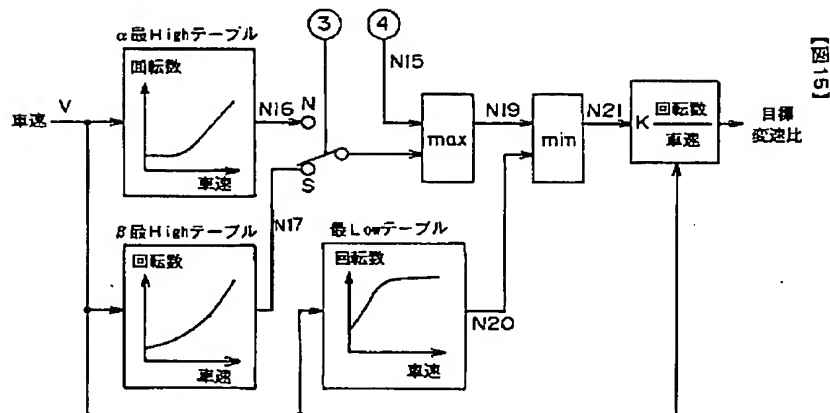 【図15】
α最Highテーブル
回転数
車速
車速
V
N16
N
S
N17
③
④
N15
max
N19
min
N21
K 回転数
車速
目標
変速比
β最Highテーブル
回転数
車速
最Lowテーブル
回転数
車速
N20